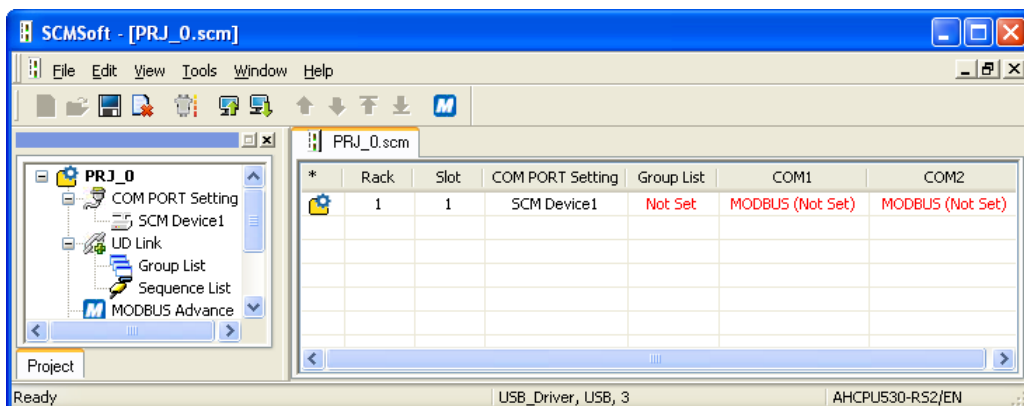 SCMSoft - [PRJ_0.scm]
File Edit View Tools Window Help
M
PRJ_0.scm
PRJ_0
COM PORT Setting
SCM Device1
UD Link
Group List
Sequence List
M MODBUS Advance
Project
* Rack Slot COM PORT Setting Group List COM1 COM2
1 1 SCM Device1 Not Set MODBUS (Not Set) MODBUS (Not Set)
Ready USB_Driver, USB, 3 AHCPU530-RS2/EN